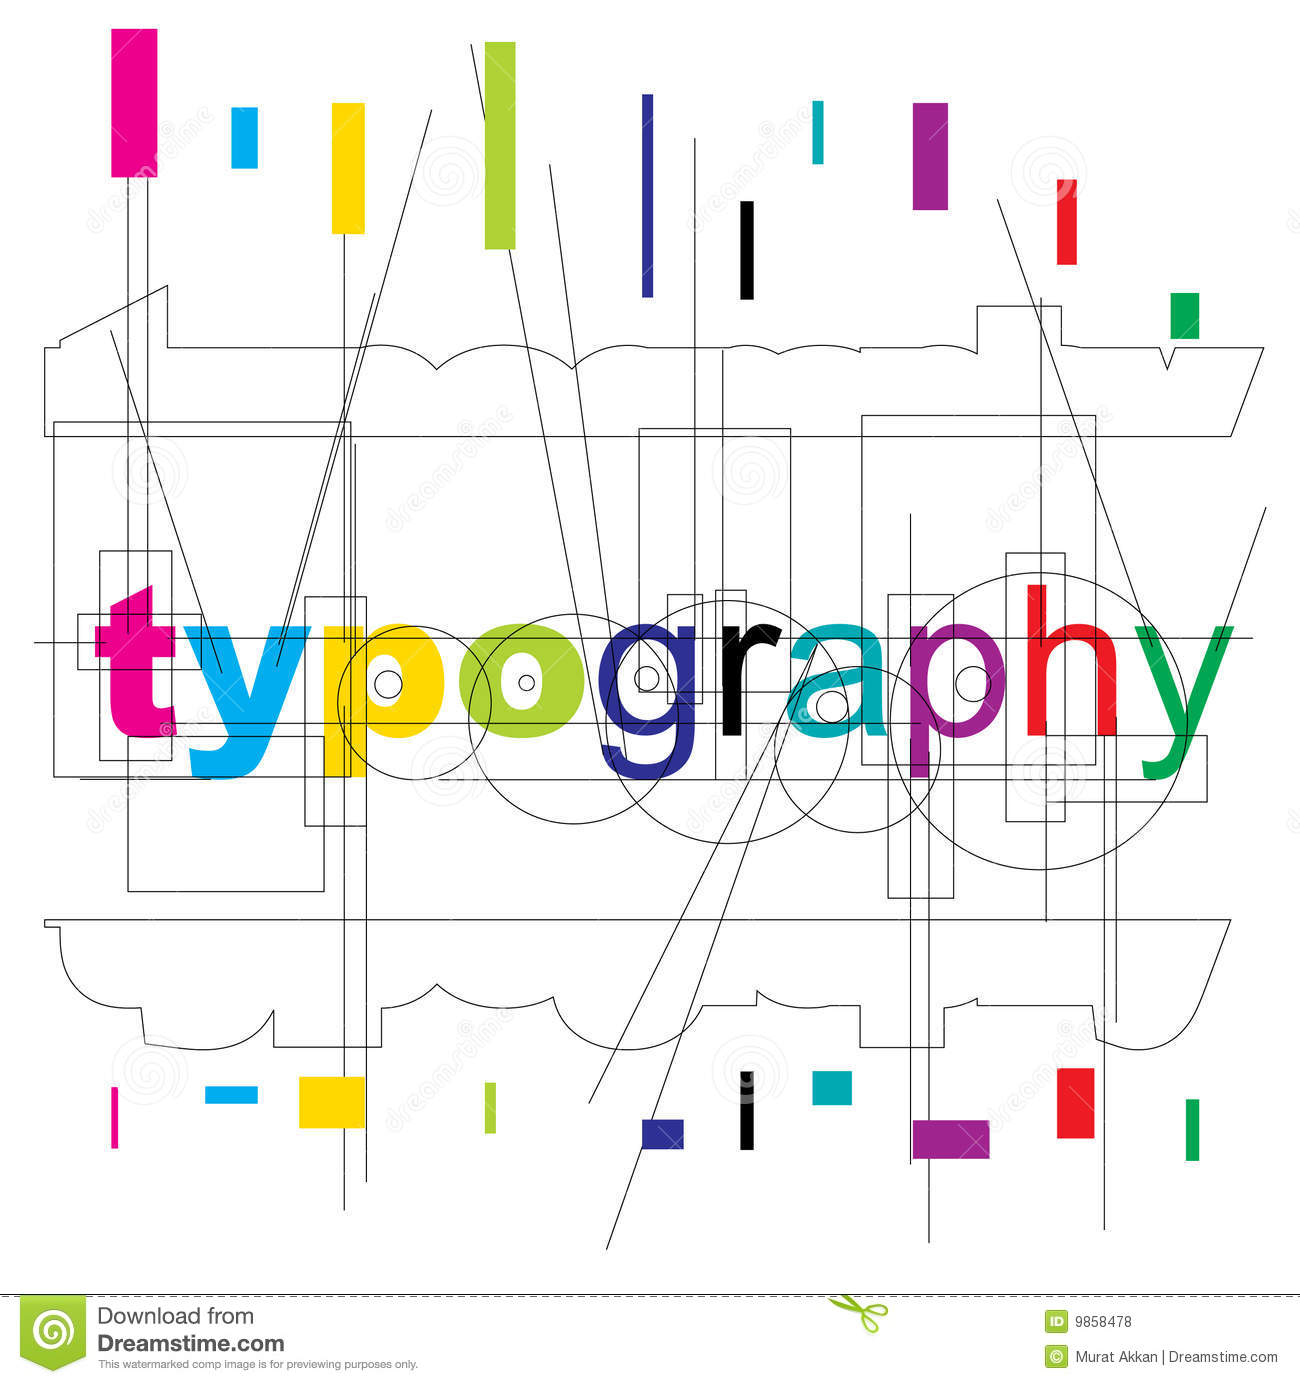 typography
Download from
Dreamstime.com
This watermarked comp image is for previewing purposes only.
ID 9858478
© Murat Akkan | Dreamstime.com